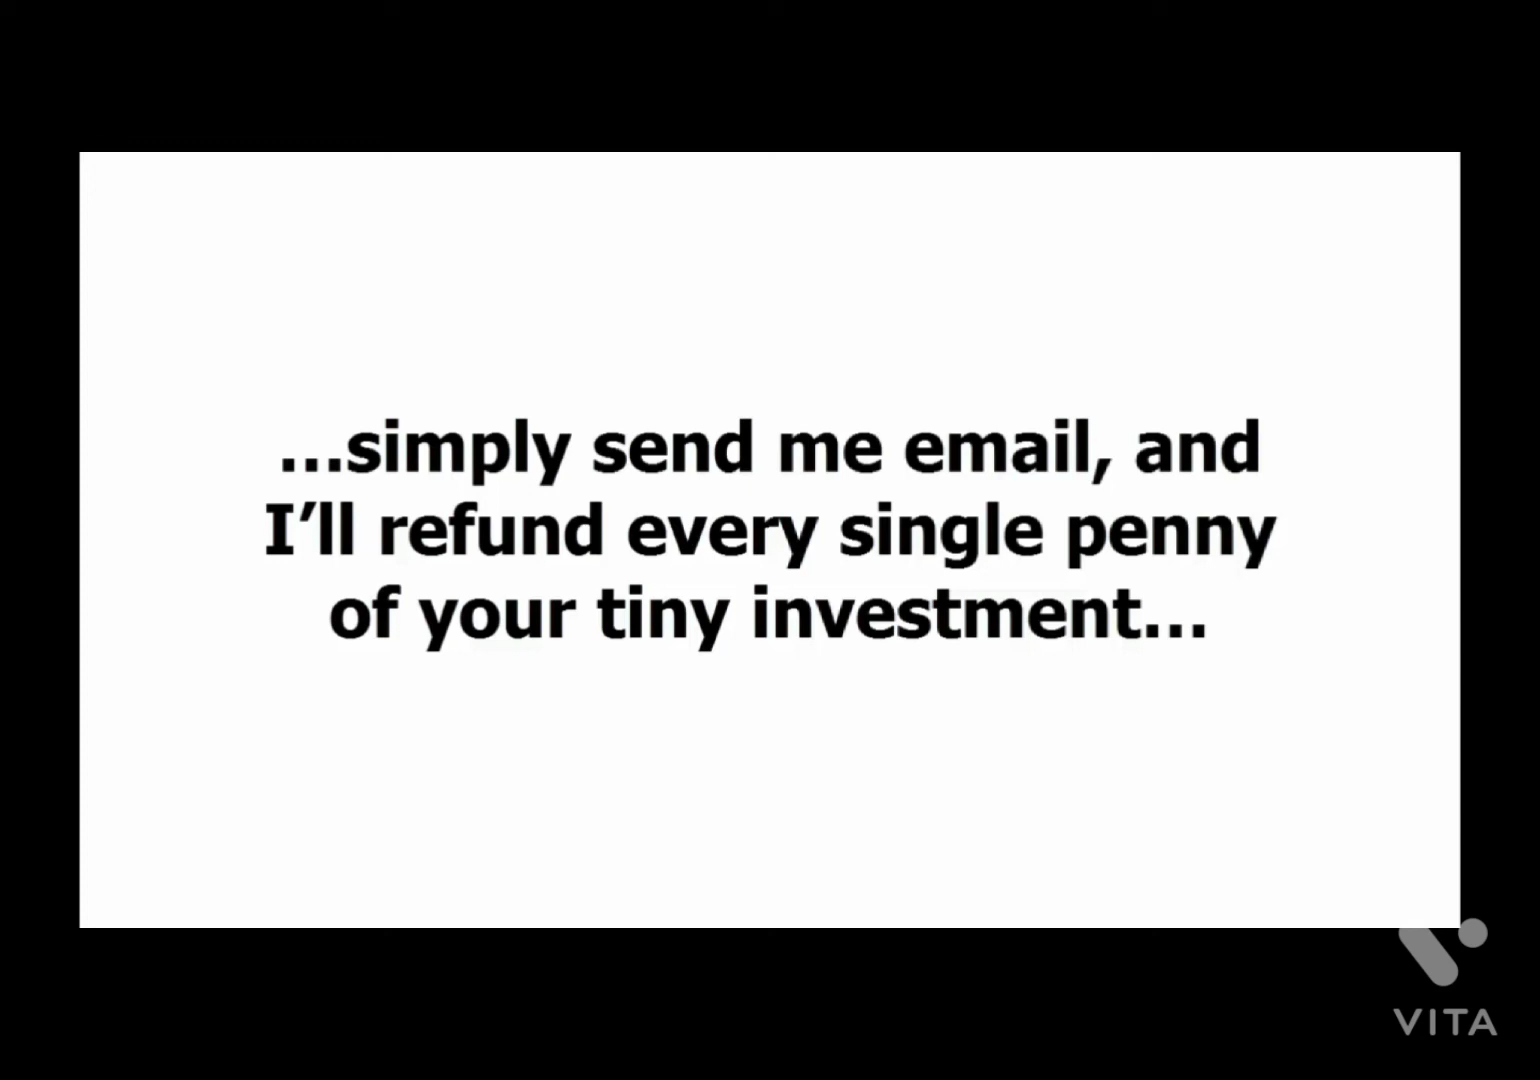 ...simply send me email, and
I’ll refund every single penny
of your tiny investment...
VITA